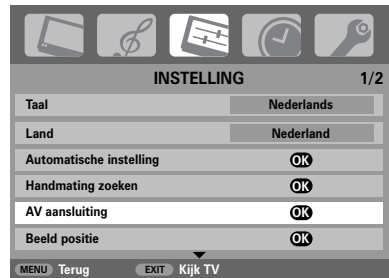 INSTELLING 1/2
Taal Nederlands
Land Nederland
Automatische instelling OK
Handmating zoeken OK
AV aansluiting OK
Beeld positie OK
MENU Terug EXIT Kijk TV